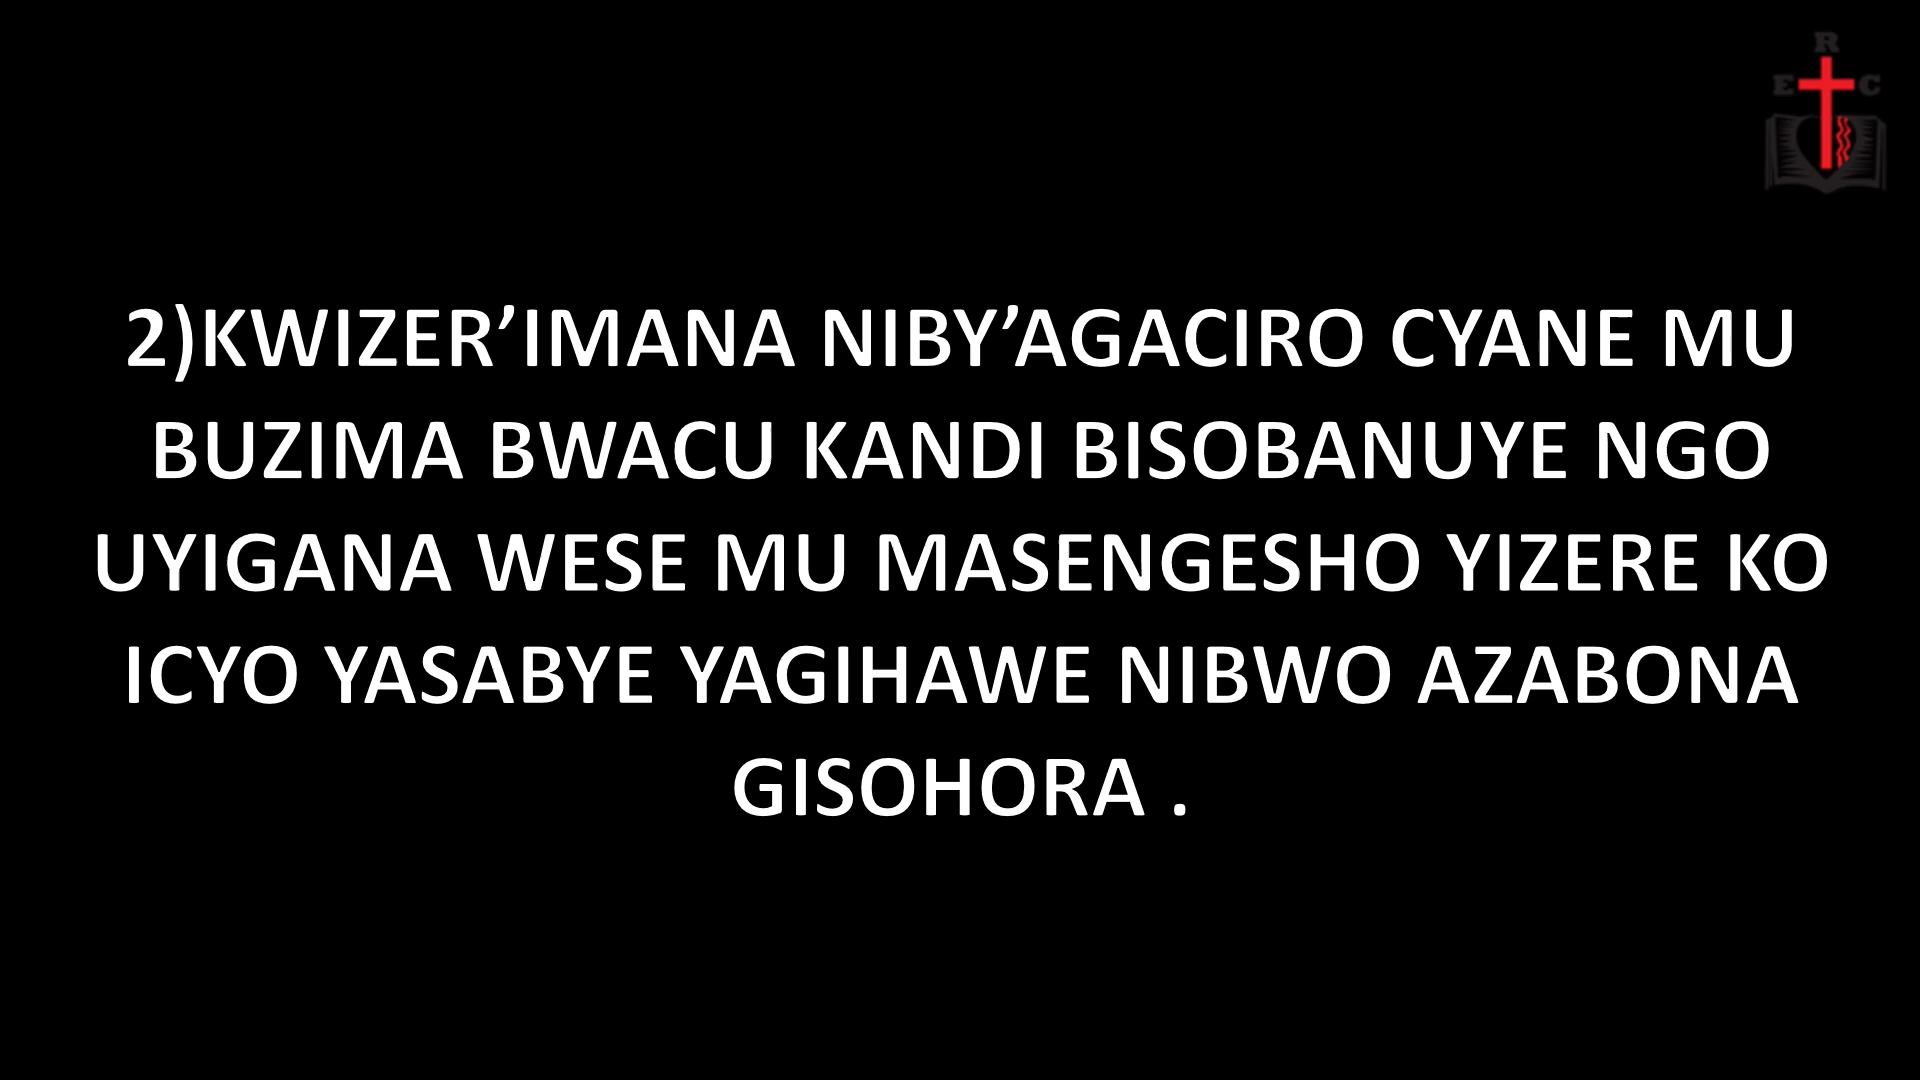 R
E C
2)KWIZER’IMANA NIBY’AGACIRO CYANE MU
BUZIMA BWACU KANDI BISOBANUYE NGO
UYIGANA WESE MU MASENGESHO YIZERE KO
ICYO YASABYE YAGIHAWE NIBWO AZABONA
GISOHORA .